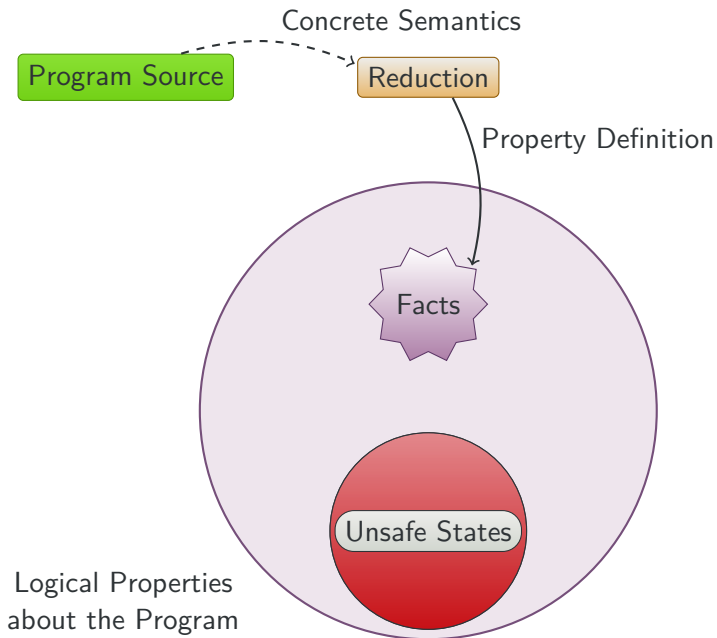 Concrete Semantics
Program Source
Reduction
Property Definition
Facts
Unsafe States
Logical Properties
about the Program